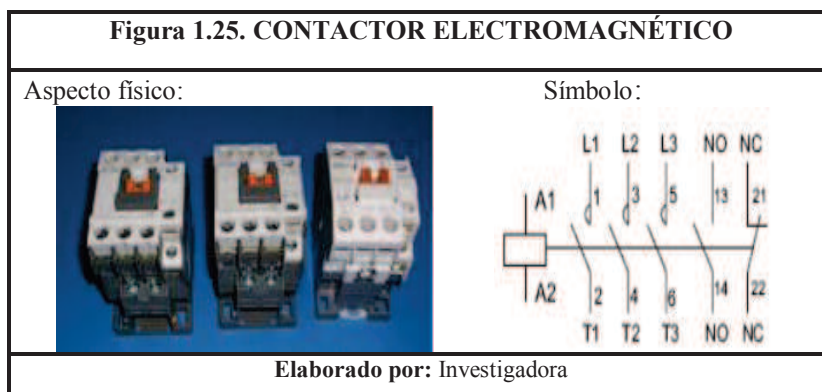 Figura 1.25. CONTACTOR ELECTROMAGNÉTICO
Aspecto físico: Símbolo:
L1 L2 L3 NO NC
A1 1 3 5 13 21
A2 2 4 6 14 22
T1 T2 T3 NO NC
Elaborado por: Investigadora